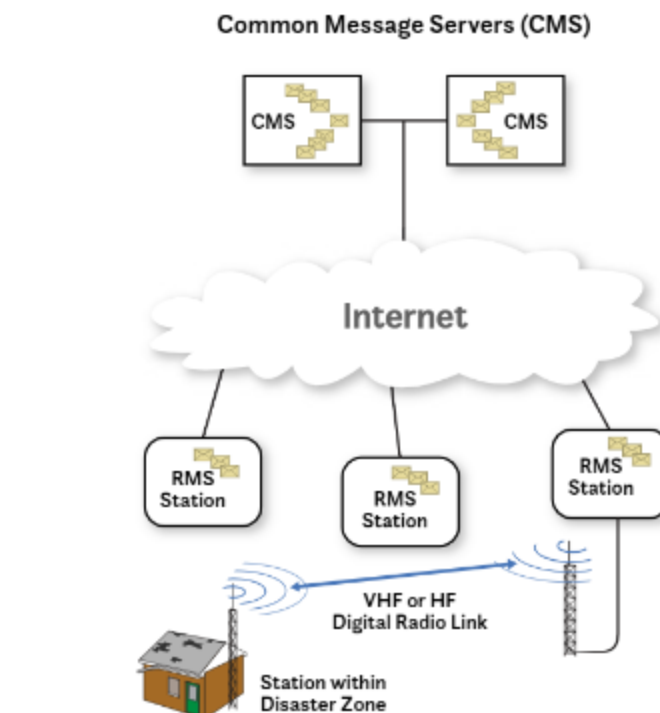 Common Message Servers (CMS)
CMS
CMS
Internet
RMS
Station
RMS
Station
RMS
Station
VHF or HF
Digital Radio Link
Station within
Disaster Zone